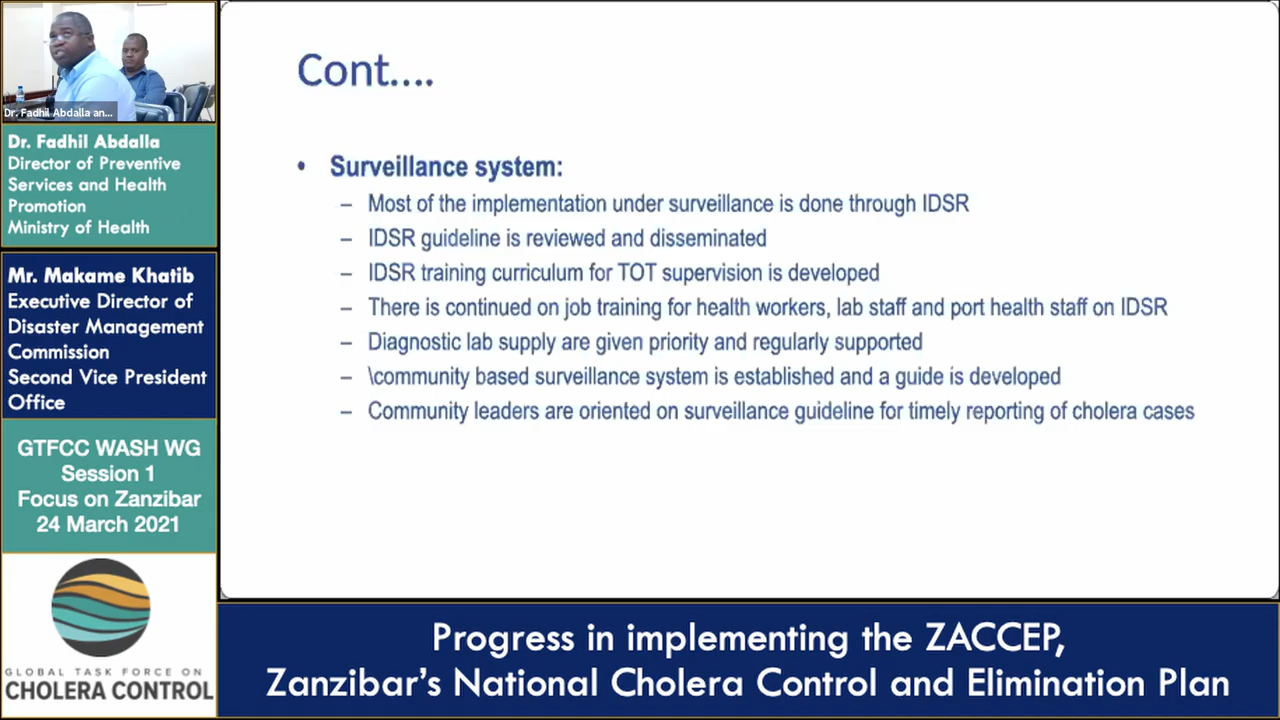 Dr. Fadhil Abdalla an...
Dr. Fadhil Abdalla
Director of Preventive
Services and Health
Promotion
Ministry of Health
Mr. Makame Khatib
Executive Director of
Disaster Management
Commission
Second Vice President
Office
GTFCC WASH WG
Session 1
Focus on Zanzibar
24 March 2021
GLOBAL TASK FORCE ON
CHOLERA CONTROL
Cont....
• Surveillance system:
– Most of the implementation under surveillance is done through IDSR
– IDSR guideline is reviewed and disseminated
– IDSR training curriculum for TOT supervision is developed
– There is continued on job training for health workers, lab staff and port health staff on IDSR
– Diagnostic lab supply are given priority and regularly supported
– \community based surveillance system is established and a guide is developed
– Community leaders are oriented on surveillance guideline for timely reporting of cholera cases
Progress in implementing the ZACCEP,
Zanzibar's National Cholera Control and Elimination Plan